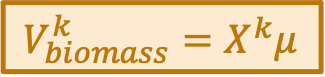 V^k_biomass = X^k μ